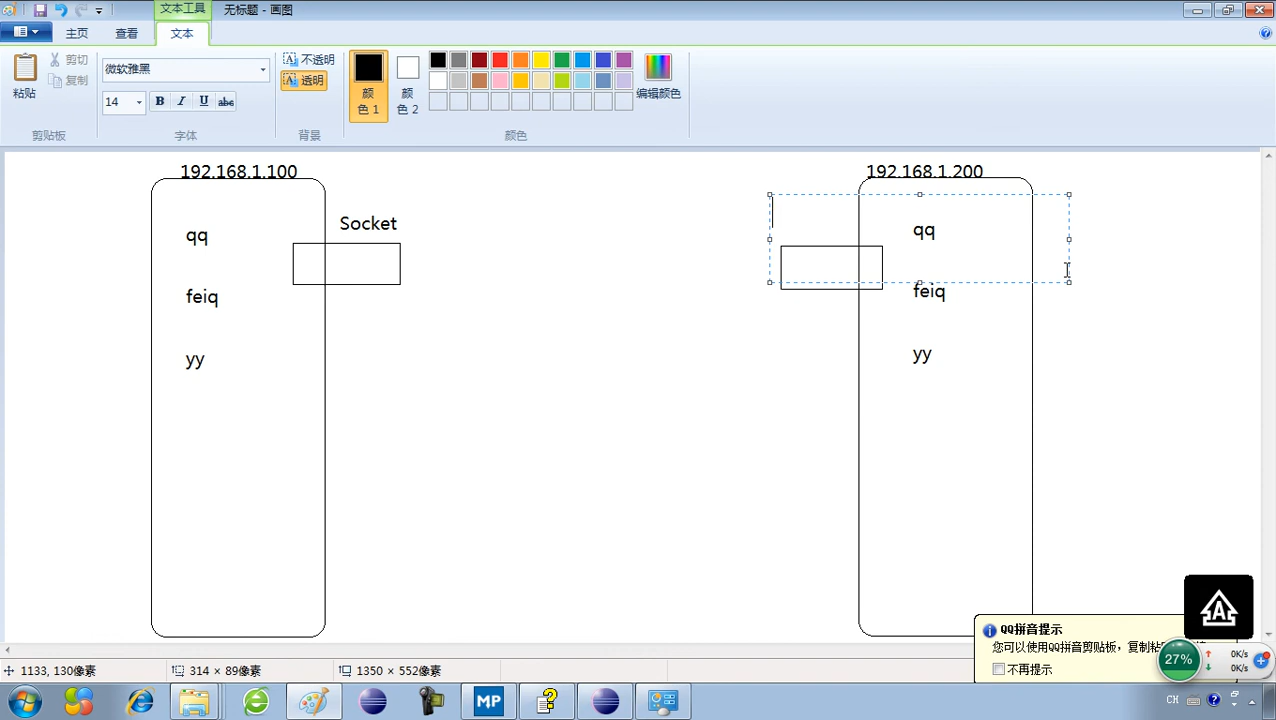 文本工具
无标题 - 画图
主页
查看
文本
粘贴
剪切
复制
剪贴板
微软雅黑
14
B I U abc
字体
不透明
透明
背景
颜色 1
颜色 2
编辑颜色
颜色
192.168.1.100
192.168.1.200
Socket
qq
qq
feiq
feiq
yy
yy
A
QQ拼音提示
您可以使用QQ拼音剪贴板，复制粘
不再提示
27%
0K/s
0K/s
1133, 130像素
314 × 89像素
1350 × 552像素
MP
CH